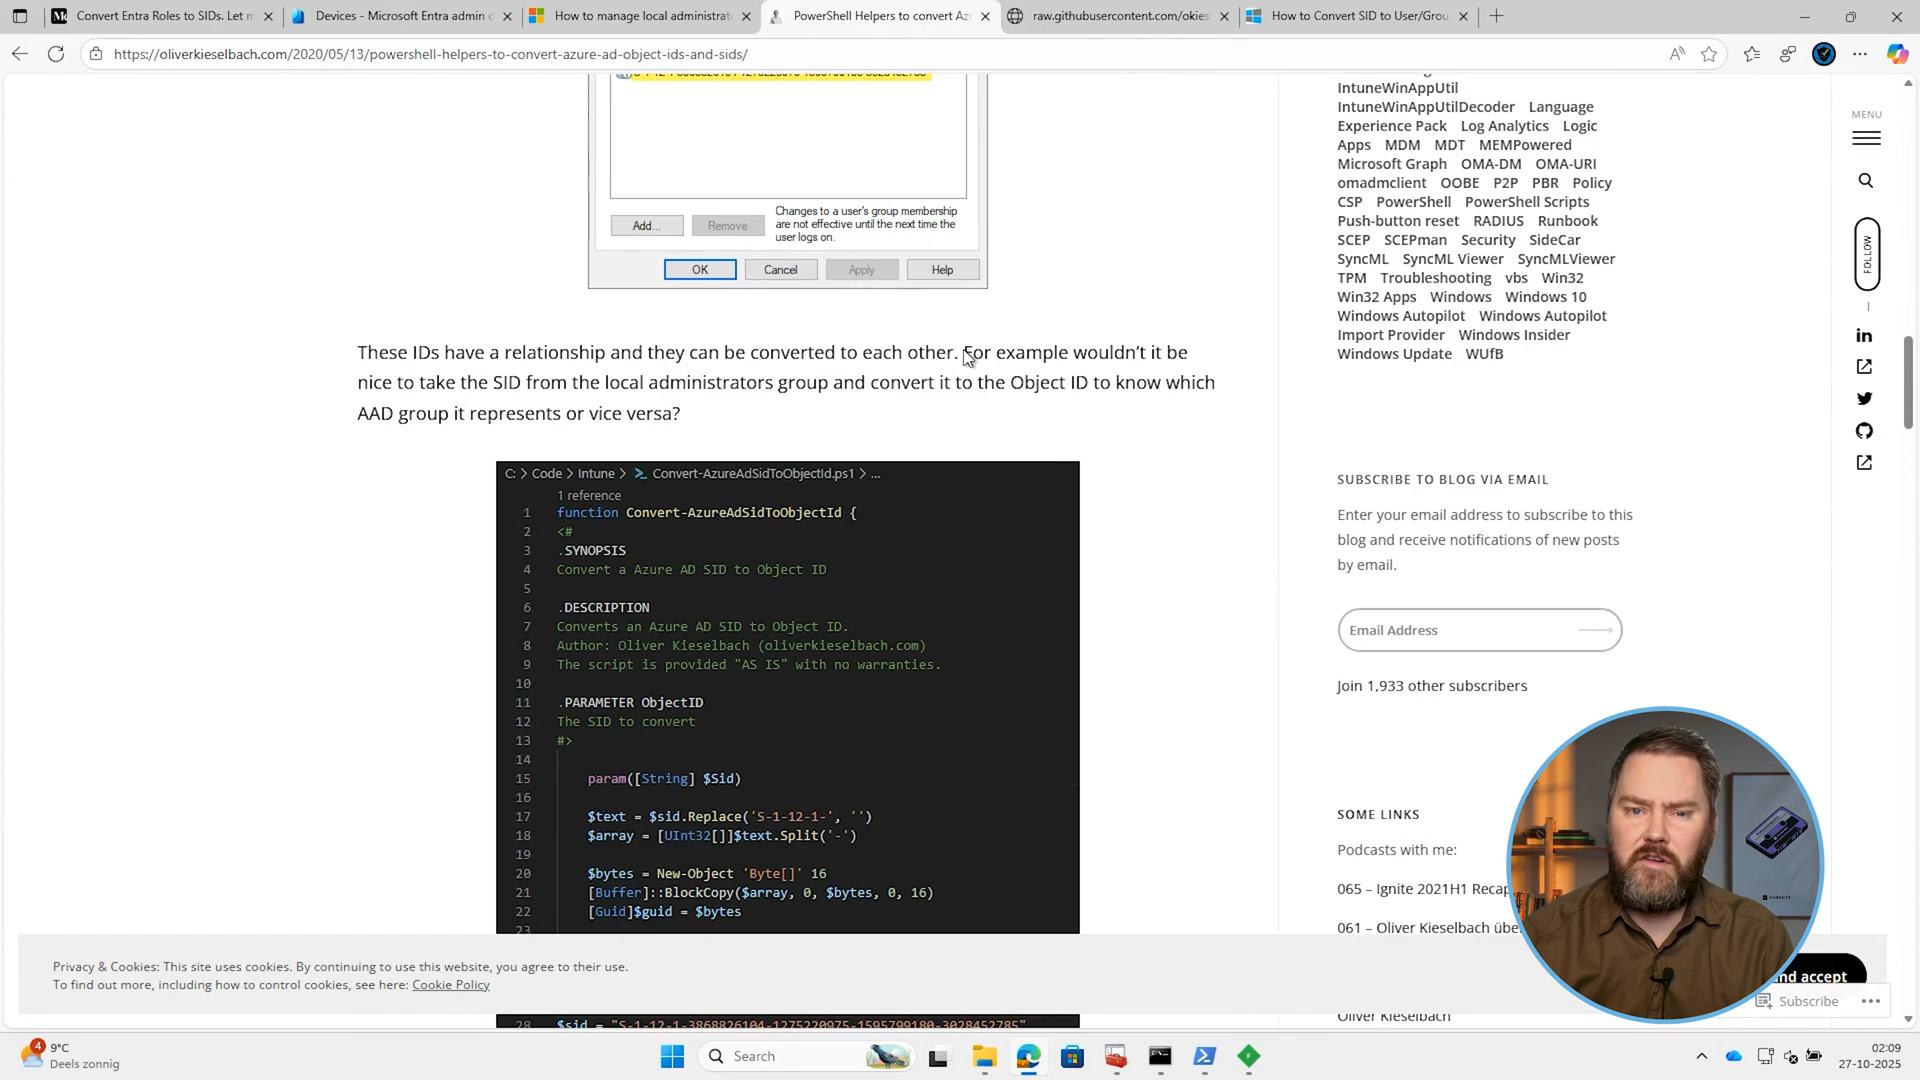 Convert Entra Roles to SIDs. Let m
Devices - Microsoft Entra admin c
How to manage local administrat
PowerShell Helpers to convert Az
raw.githubusercontent.com/okies
How to Convert SID to User/Grou
https://oliverkieselbach.com/2020/05/13/powershell-helpers-to-convert-azure-ad-object-ids-and-sids/
Add...
Remove
Changes to a user's group membership
are not effective until the next time the
user logs on.
OK
Cancel
Apply
Help
These IDs have a relationship and they can be converted to each other. For example wouldn't it be
nice to take the SID from the local administrators group and convert it to the Object ID to know which
AAD group it represents or vice versa?
C: > Code > Intune > Convert-AzureAdSidToObjectId.ps1 > ...
1 reference
1 function Convert-AzureAdSidToObjectId {
2 <#
3 .SYNOPSIS
4 Convert a Azure AD SID to Object ID
5
6 .DESCRIPTION
7 Converts an Azure AD SID to Object ID.
8 Author: Oliver Kieselbach (oliverkieselbach.com)
9 The script is provided "AS IS" with no warranties.
10
11 .PARAMETER ObjectID
12 The SID to convert
13 #>
14
15 param([String] $Sid)
16
17 $text = $sid.Replace('S-1-12-1-', '')
18 $array = [UInt32[]]$text.Split('-')
19
20 $bytes = New-Object 'Byte[]' 16
21 [Buffer]::BlockCopy($array, 0, $bytes, 0, 16)
22 [Guid]$guid = $bytes
23
28 $sid = "S-1-12-1-3868826104-1275220975-1595799180-3028452785"
IntuneWinAppUtil
IntuneWinAppUtilDecoder Language
Experience Pack Log Analytics Logic
Apps MDM MDT MEMPowered
Microsoft Graph OMA-DM OMA-URI
omadmclient OOBE P2P PBR Policy
CSP PowerShell PowerShell Scripts
Push-button reset RADIUS Runbook
SCEP SCEPman Security SideCar
SyncML SyncML Viewer SyncMLViewer
TPM Troubleshooting vbs Win32
Win32 Apps Windows Windows 10
Windows Autopilot Windows Autopilot
Import Provider Windows Insider
Windows Update WUfB
MENU
FOLLOW
SUBSCRIBE TO BLOG VIA EMAIL
Enter your email address to subscribe to this
blog and receive notifications of new posts
by email.
Email Address
Join 1,933 other subscribers
SOME LINKS
Podcasts with me:
065 – Ignite 2021H1 Recap
061 – Oliver Kieselbach übe
Oliver Kieselbach
Privacy & Cookies: This site uses cookies. By continuing to use this website, you agree to their use.
To find out more, including how to control cookies, see here: Cookie Policy
nd accept
Subscribe
4
9°C
Deels zonnig
Search
02:09
27-10-2025